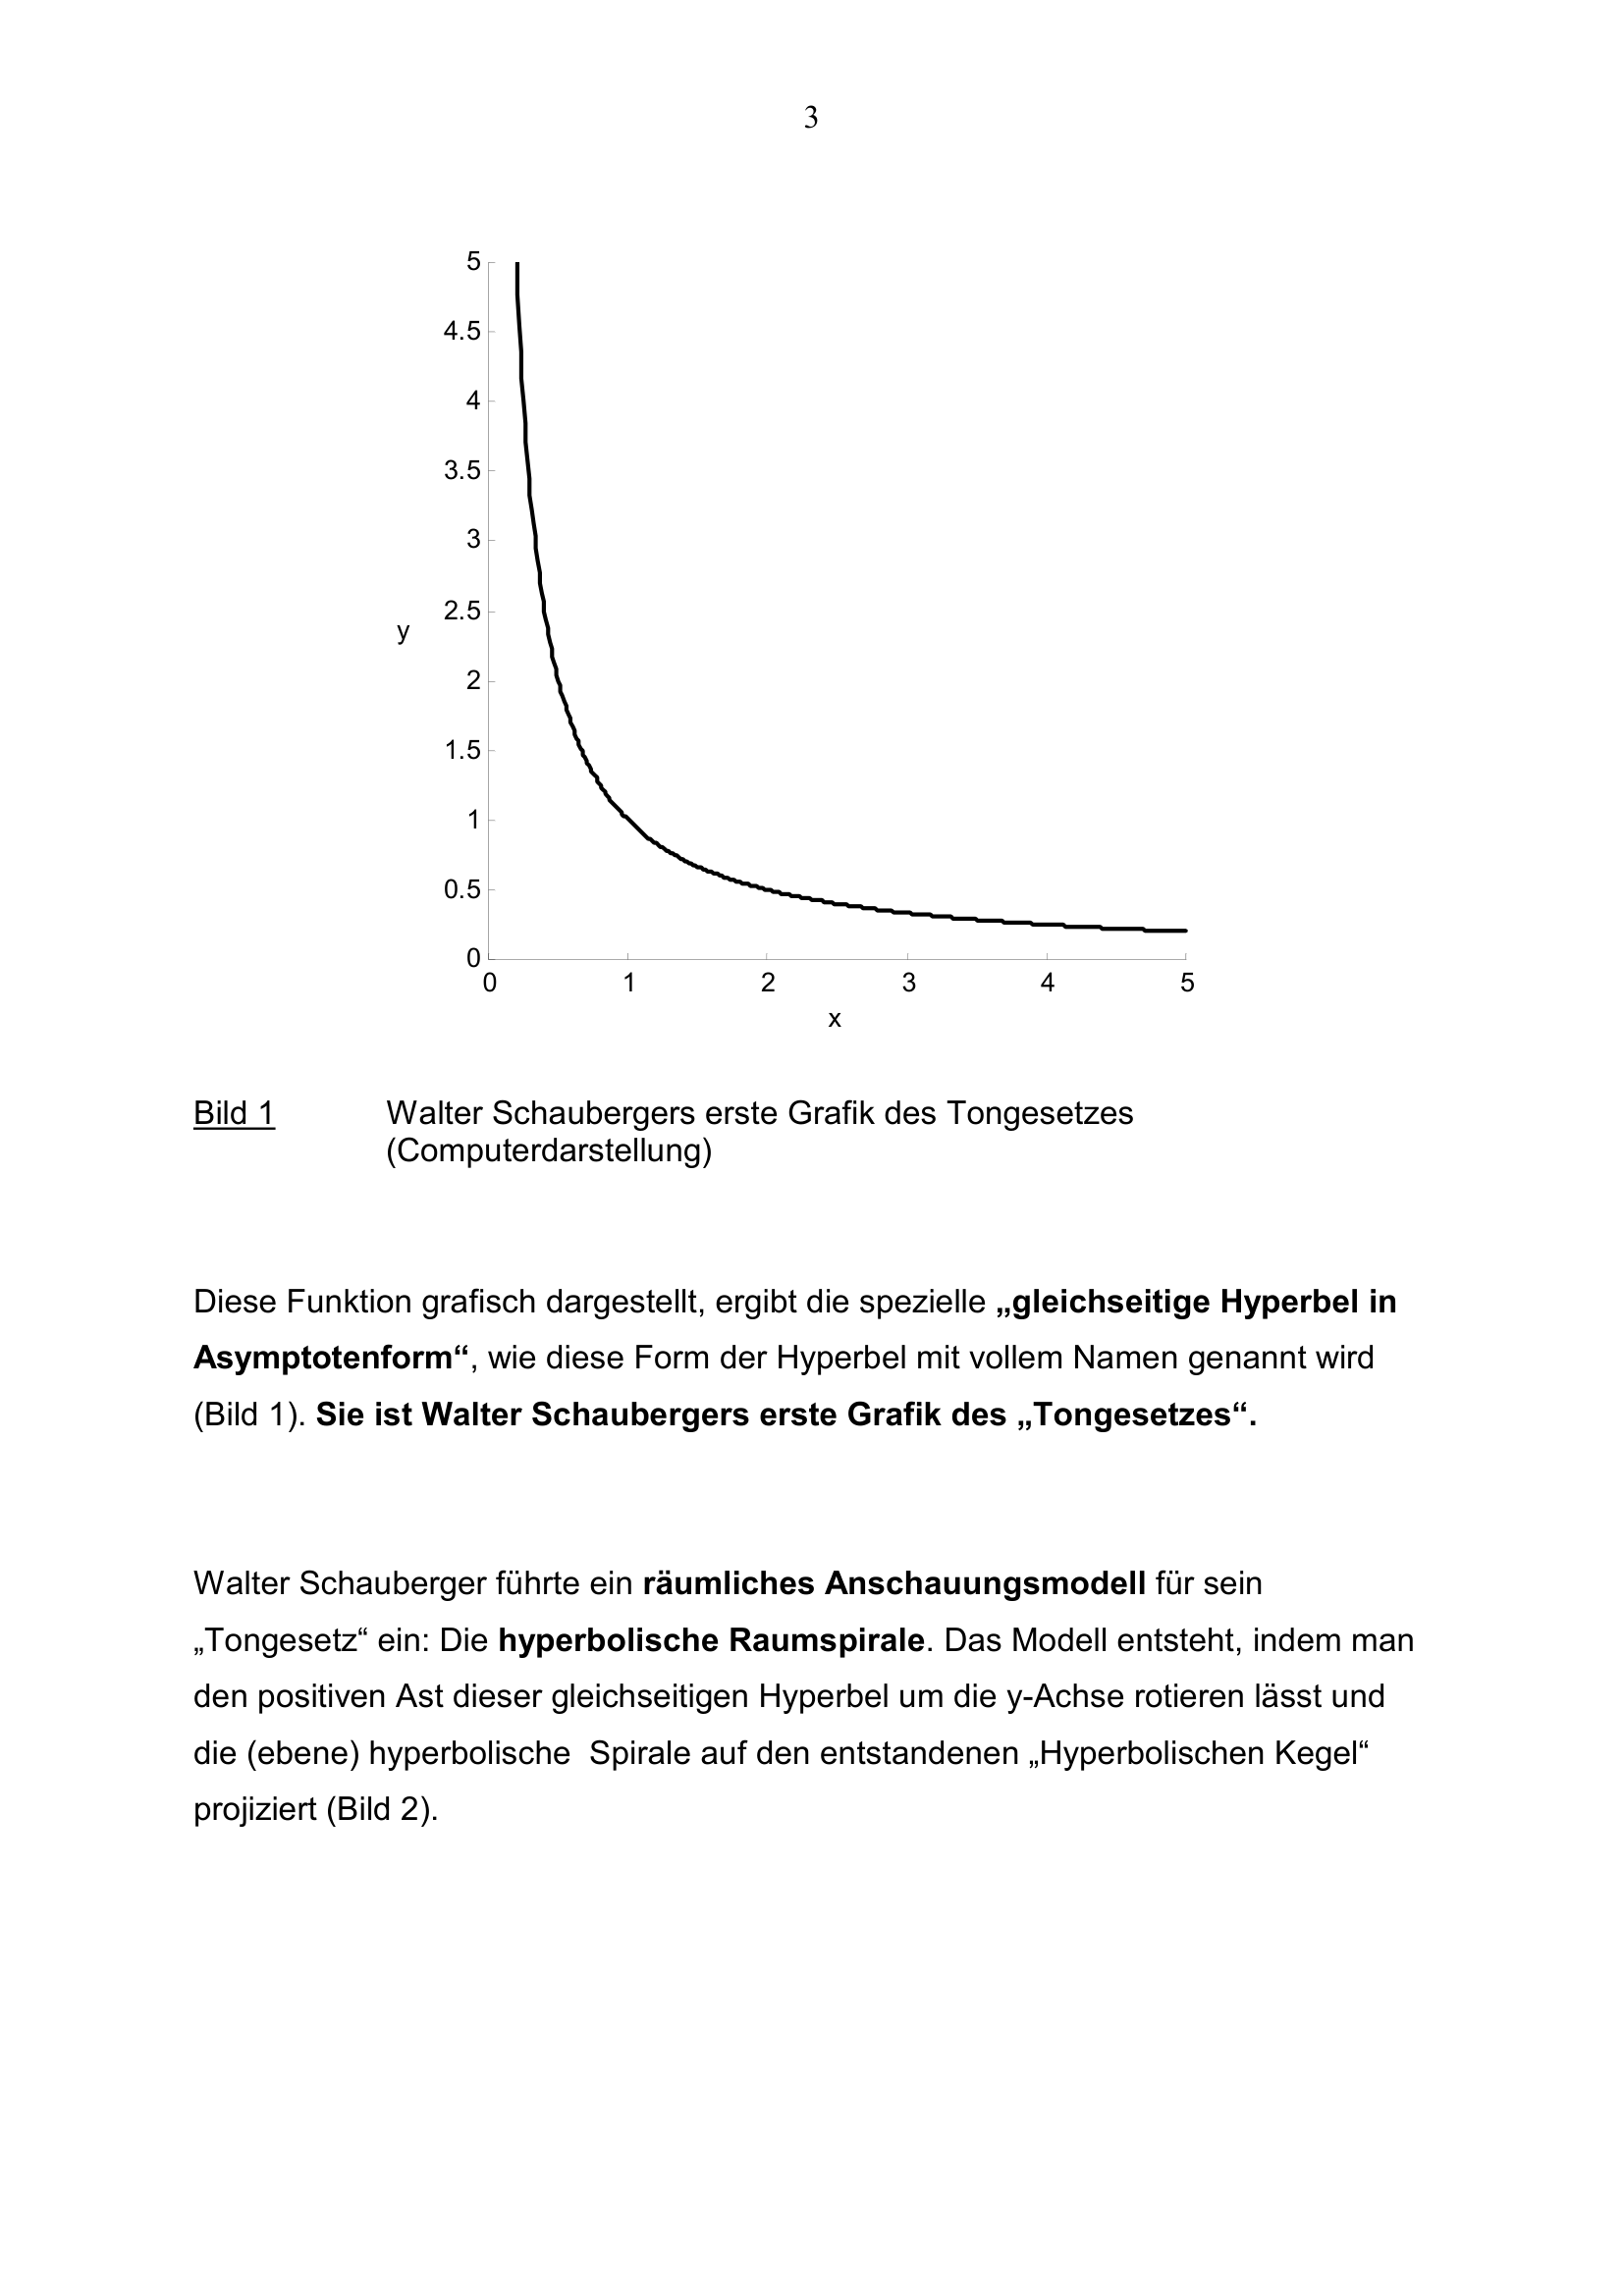 3
5
4.5
4
3.5
3
2.5
y
2
1.5
1
0.5
0
0 1 2 3 4 5
x
Bild 1 Walter Schaubergers erste Grafik des Tongesetzes
(Computerdarstellung)
Diese Funktion grafisch dargestellt, ergibt die spezielle „gleichseitige Hyperbel in
Asymptotenform“, wie diese Form der Hyperbel mit vollem Namen genannt wird
(Bild 1). Sie ist Walter Schaubergers erste Grafik des „Tongesetzes“.
Walter Schauberger führte ein räumliches Anschauungsmodell für sein
„Tongesetz“ ein: Die hyperbolische Raumspirale. Das Modell entsteht, indem man
den positiven Ast dieser gleichseitigen Hyperbel um die y-Achse rotieren lässt und
die (ebene) hyperbolische  Spirale auf den entstandenen „Hyperbolischen Kegel“
projiziert (Bild 2).